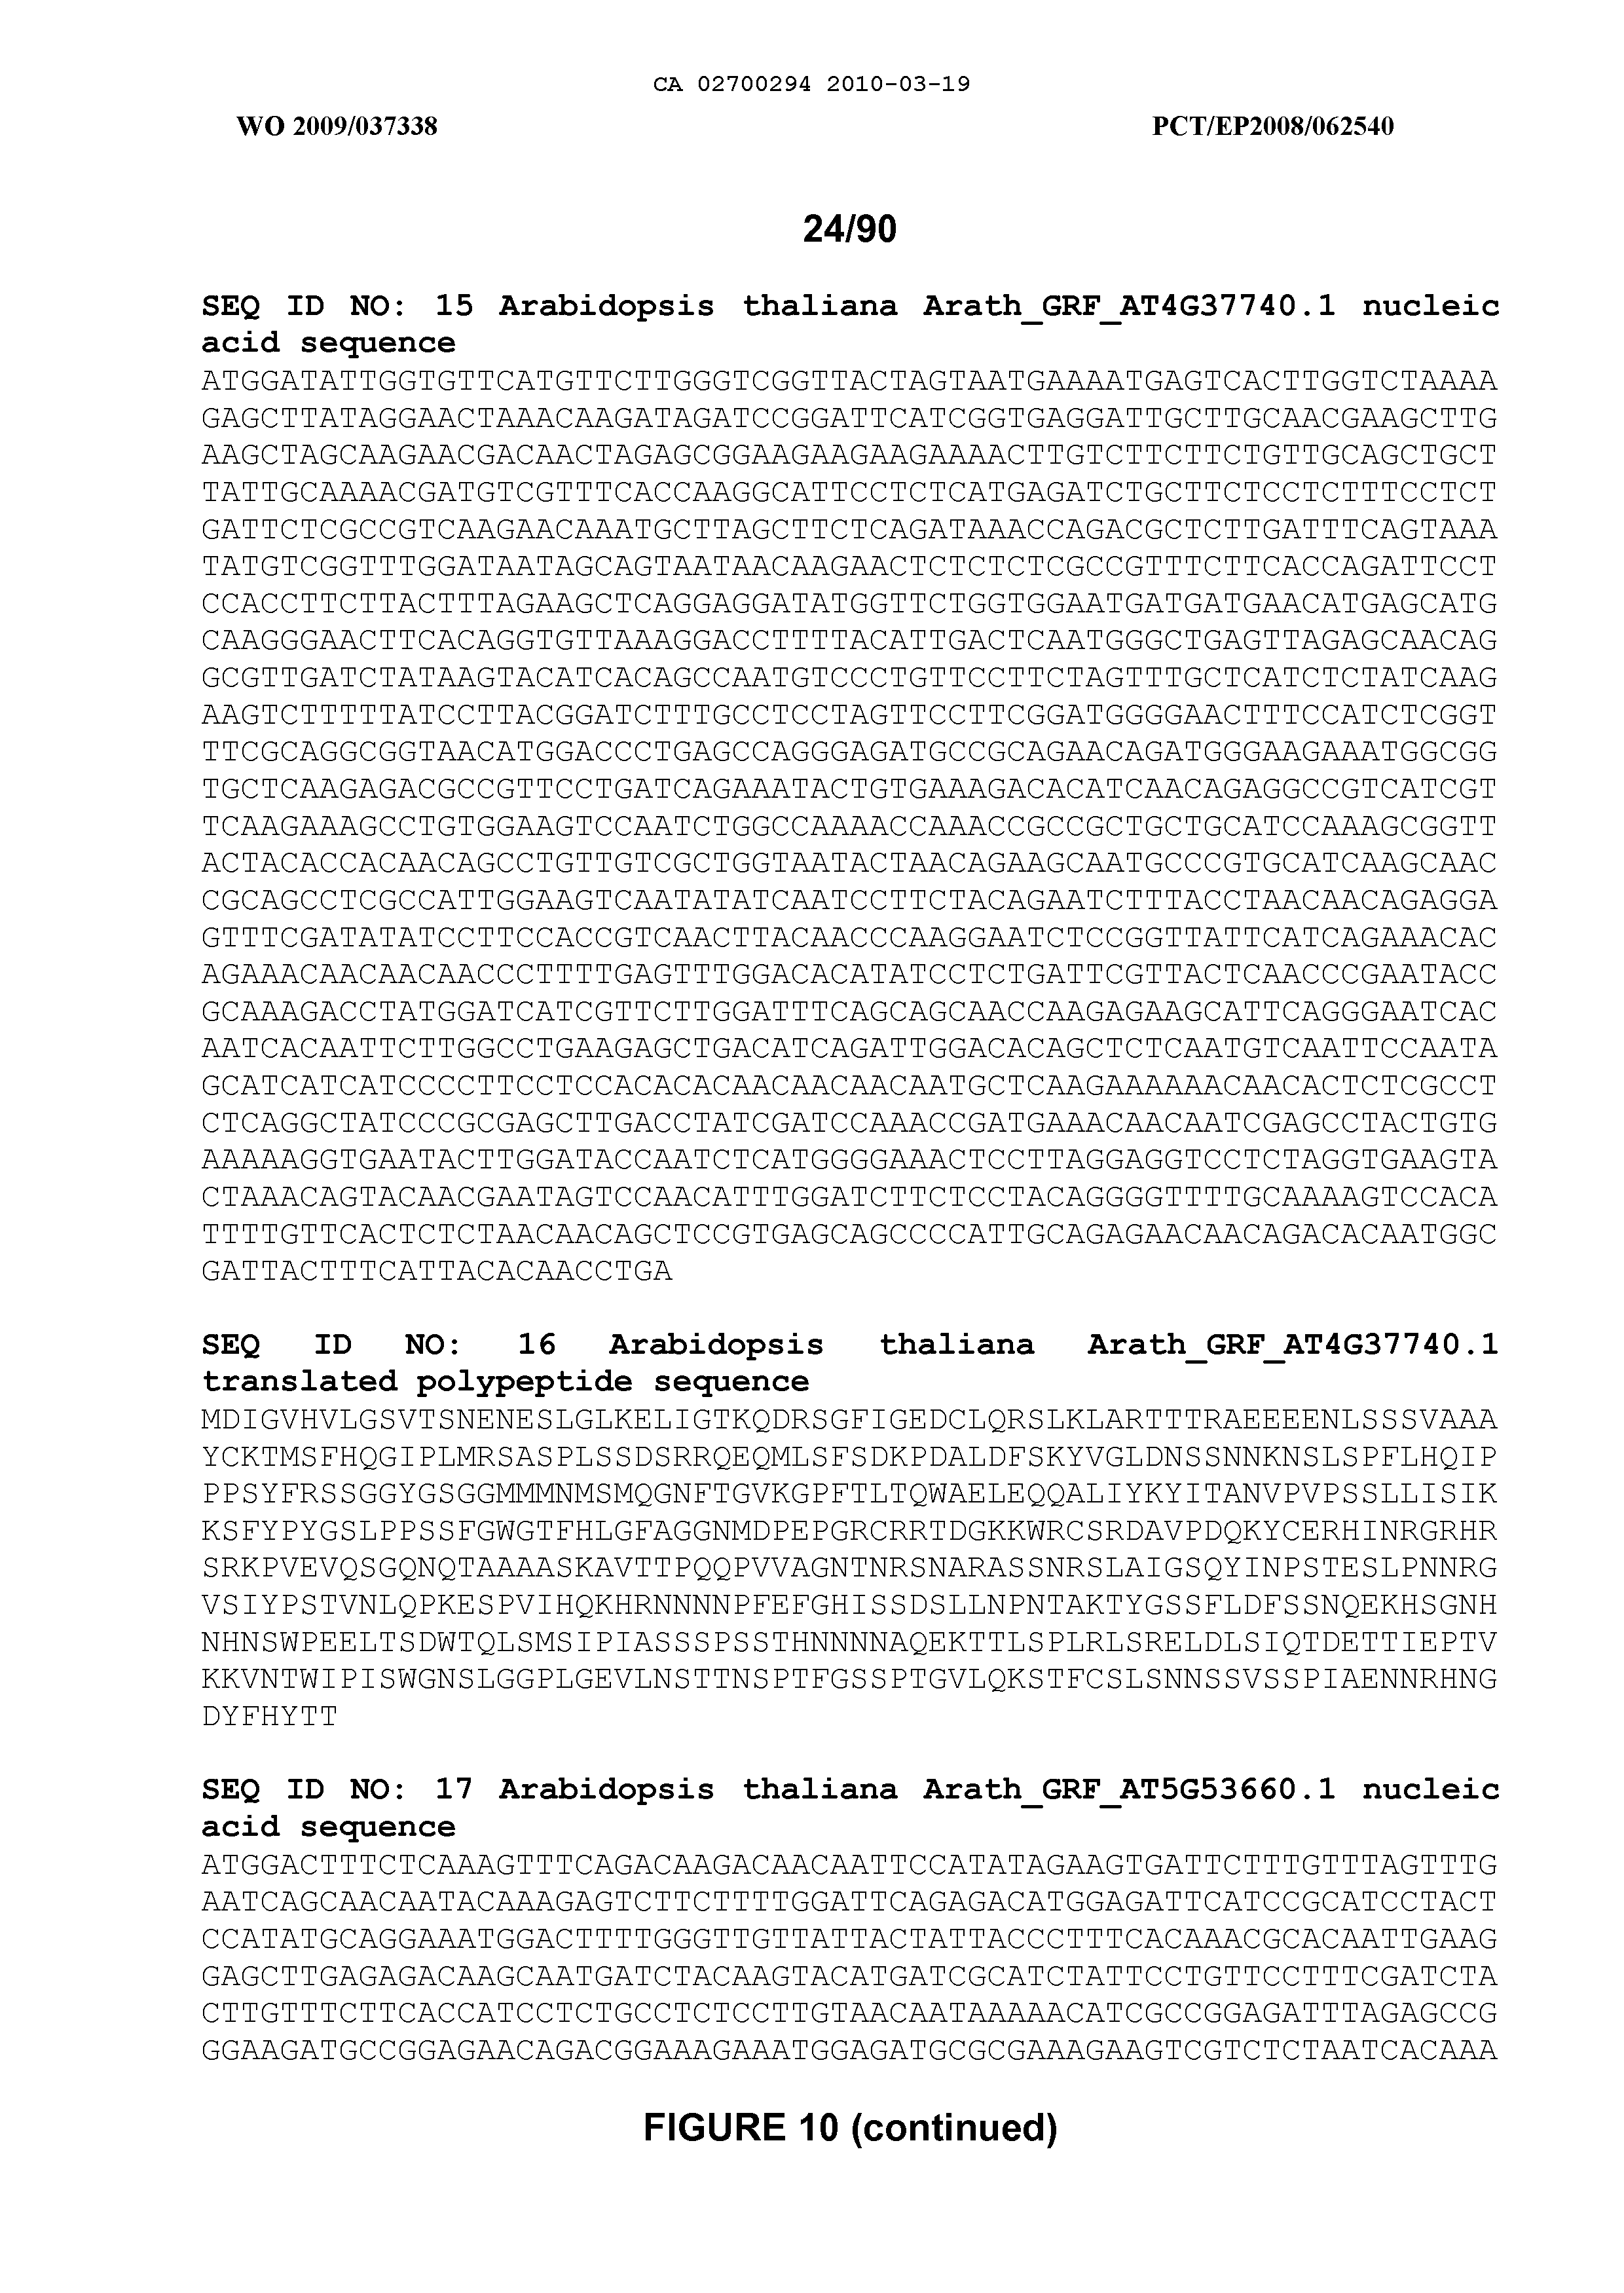 CA 02700294 2010-03-19
WO 2009/037338 PCT/EP2008/062540
24/90
SEQ ID NO: 15 Arabidopsis thaliana Arath_GRF_AT4G37740.1 nucleic
acid sequence
ATGGATATTGGTGTTCATGTTCTTGGGTCGGTTACTAGTAATGAAAATGAGTCACTTGGTCTAAAA
GAGCTTATAGGAACTAAACAAGATAGATCCGGATTCATCGGTGAGGATTGCTTGCAACGAAGCTTG
AAGCTAGCAAGAACGACAACTAGAGCGGAAGAAGAAGAAAACTTGTCTTCTTCTGTTGCAGCTGCT
TATTGCAAAACGATGTCGTTTCACCAAGGCATTCCTCTCATGAGATCTGCTTCTCCTCTTTCCTCT
GATTCTCGCCGTCAAGAACAAATGCTTAGCTTCTCAGATAAACCAGACGCTCTTGATTTCAGTAAA
TATGTCGGTTTGGATAATAGCAGTAATAACAAGAACTCTCTCTCGCCGTTTCTTCACCAGATTCCT
CCACCTTCTTACTTTAGAAGCTCAGGAGGATATGGTTCTGGTGGAATGATGATGAACATGAGCATG
CAAGGGAACTTCACAGGTGTTAAAGGACCTTTTACATTGACTCAATGGGCTGAGTTAGAGCAACAG
GCGTTGATCTATAAGTACATCACAGCCAATGTCCCTGTTCCTTCTAGTTTGCTCATCTCTATCAAG
AAGTCTTTTTATCCTTACGGATCTTTGCCTCCTAGTTCCTTCGGATGGGGAACTTTCCATCTCGGT
TTCGCAGGCGGTAACATGGACCCTGAGCCAGGGAGATGCCGCAGAACAGATGGGAAGAAATGGCGG
TGCTCAAGAGACGCCGTTCCTGATCAGAAATACTGTGAAAGACACATCAACAGAGGCCGTCATCGT
TCAAGAAAGCCTGTGGAAGTCCAATCTGGCCAAAACCAAACCGCCGCTGCTGCATCCAAAGCGGTT
ACTACACCACAACAGCCTGTTGTCGCTGGTAATACTAACAGAAGCAATGCCCGTGCATCAAGCAAC
CGCAGCCTCGCCATTGGAAGTCAATATATCAATCCTTCTACAGAATCTTTACCTAACAACAGAGGA
GTTTCGATATATCCTTCCACCGTCAACTTACAACCCAAGGAATCTCCGGTTATTCATCAGAAACAC
AGAAACAACAACAACCCTTTTGAGTTTGGACACATATCCTCTGATTCGTTACTCAACCCGAATACC
GCAAAGACCTATGGATCATCGTTCTTGGATTTCAGCAGCAACCAAGAGAAGCATTCAGGGAATCAC
AATCACAATTCTTGGCCTGAAGAGCTGACATCAGATTGGACACAGCTCTCAATGTCAATTCCAATA
GCATCATCATCCCCTTCCTCCACACACAACAACAACAATGCTCAAGAAAAAACAACACTCTCGCCT
CTCAGGCTATCCCGCGAGCTTGACCTATCGATCCAAACCGATGAAACAACAATCGAGCCTACTGTG
AAAAAGGTGAATACTTGGATACCAATCTCATGGGGAAACTCCTTAGGAGGTCCTCTAGGTGAAGTA
CTAAACAGTACAACGAATAGTCCAACATTTGGATCTTCTCCTACAGGGGTTTTGCAAAAGTCCACA
TTTTGTTCACTCTCTAACAACAGCTCCGTGAGCAGCCCCATTGCAGAGAACAACAGACACAATGGC
GATTACTTTCATTACACAACCTGA
SEQ ID NO: 16 Arabidopsis thaliana Arath_GRF_AT4G37740.1
translated polypeptide sequence
MDIGVHVLGSVTSNENESLGLKELIGTKQDRSGFIGEDCLQRSLKLARTTTRAEEEENLSSSVAAA
YCKTMSFHQGIPLMRSASPLSSDSRRQEQMLSFSDKPDALDFSKYVGLDNSSNNKNSLSPFLHQIP
PPSYFRSSGGYGSGGMMMNMSMQGNFTGVKGPFTLTQWAELEQQALIYKYITANVPVPSSLLISIK
KSFYPYGSLPPSSFGWGTFHLGFAGGNMDPEPGRCRRTDGKKWRCSRDAVPDQKYCERHINRGRHR
SRKPVEVQSGQNQTAAAASKAVTTPQQPVVAGNTNRSNARASSNRSLAIGSQYINPSTESLPNNRG
VSIYPSTVNLQPKESPVIHQKHRNNNNPFEFGHISSDSLLNPNTAKTYGSSFLDFSSNQEKHSGNH
NHNSWPEELTSDWTQLSMSIPIASSSPSSTHNNNNAQEKTTLSPLRLSRELDLSIQTDETTIEPTV
KKVNTWIPISWGNSLGGPLGEVLNSTTNSPTFGSSPTGVLQKSTFCSLSNNSSVSSPIAENNRHNG
DYFHYTT
SEQ ID NO: 17 Arabidopsis thaliana Arath_GRF_AT5G53660.1 nucleic
acid sequence
ATGGACTTTCTCAAAGTTTCAGACAAGACAACAATTCCATATAGAAGTGATTCTTTGTTTAGTTTG
AATCAGCAACAATACAAAGAGTCTTCTTTTGGATTCAGAGACATGGAGATTCATCCGCATCCTACT
CCATATGCAGGAAATGGACTTTTGGGTTGTTATTACTATTACCCTTTCACAAACGCACAATTGAAG
GAGCTTGAGAGACAAGCAATGATCTACAAGTACATGATCGCATCTATTCCTGTTCCTTTCGATCTA
CTTGTTTCTTCACCATCCTCTGCCTCTCCTTGTAACAATAAAAACATCGCCGGAGATTTAGAGCCG
GGAAGATGCCGGAGAACAGACGGAAAGAAATGGAGATGCGCGAAAGAAGTCGTCTCTAATCACAAA
FIGURE 10 (continued)